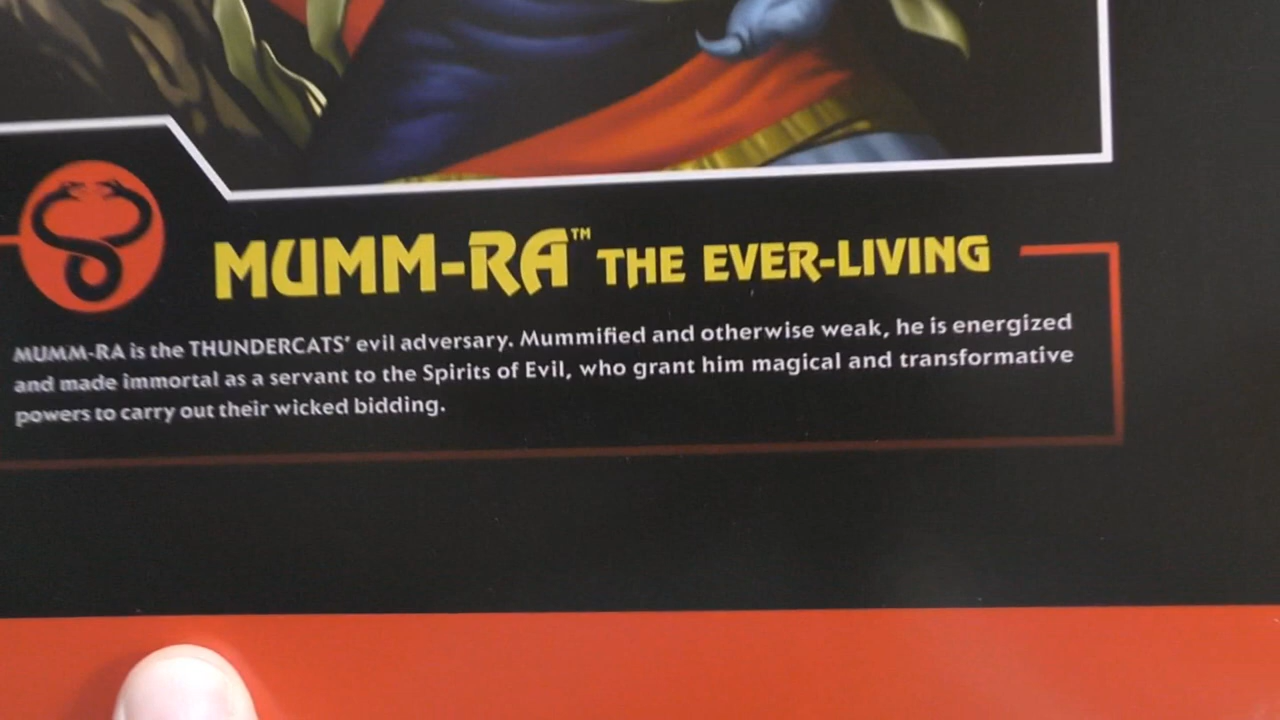 MUMM-RA™ THE EVER-LIVING
MUMM-RA is the THUNDERCATS' evil adversary. Mummified and otherwise weak, he is energized
and made immortal as a servant to the Spirits of Evil, who grant him magical and transformative
powers to carry out their wicked bidding.